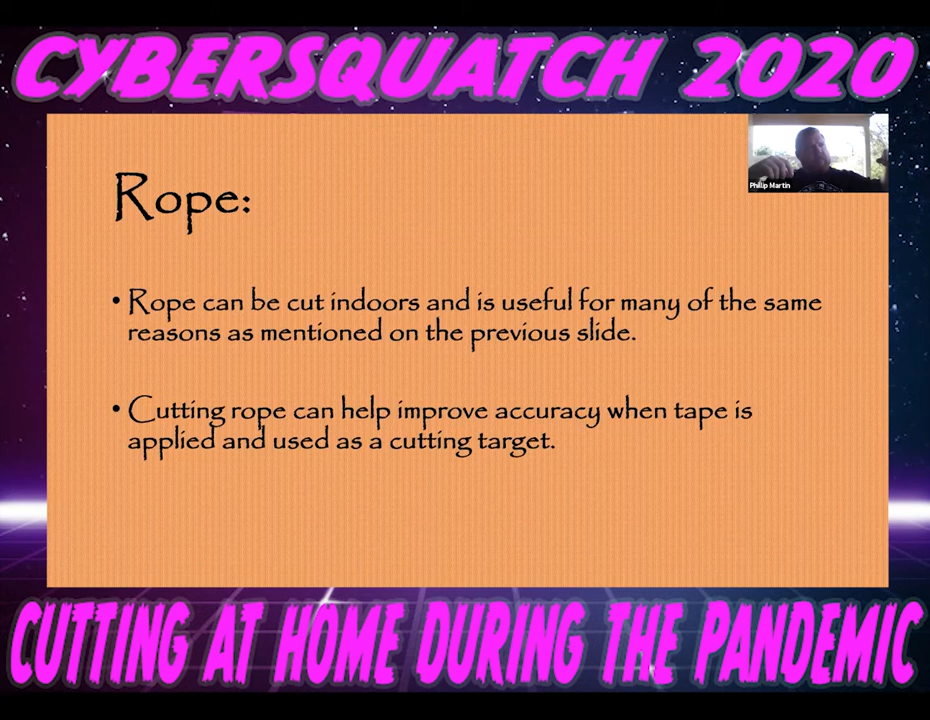 CYBERSQUATCH 2020
Philip Martin
Rope:
• Rope can be cut indoors and is useful for many of the same
reasons as mentioned on the previous slide.
• Cutting rope can help improve accuracy when tape is
applied and used as a cutting target.
CUTTING AT HOME DURING THE PANDEMIC